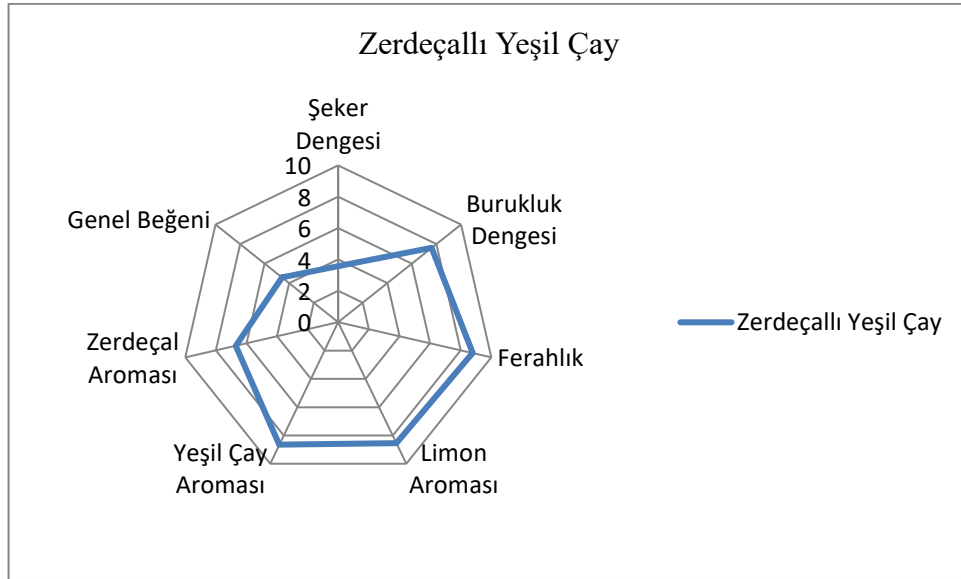 Zerdeçallı Yeşil Çay
Şeker
Dengesi
10
8
6
4
2
0
Burukluk
Dengesi
Ferahlık
Limon
Aroması
Yeşil Çay
Aroması
Zerdeçal
Aroması
Genel Beğeni
Zerdeçallı Yeşil Çay